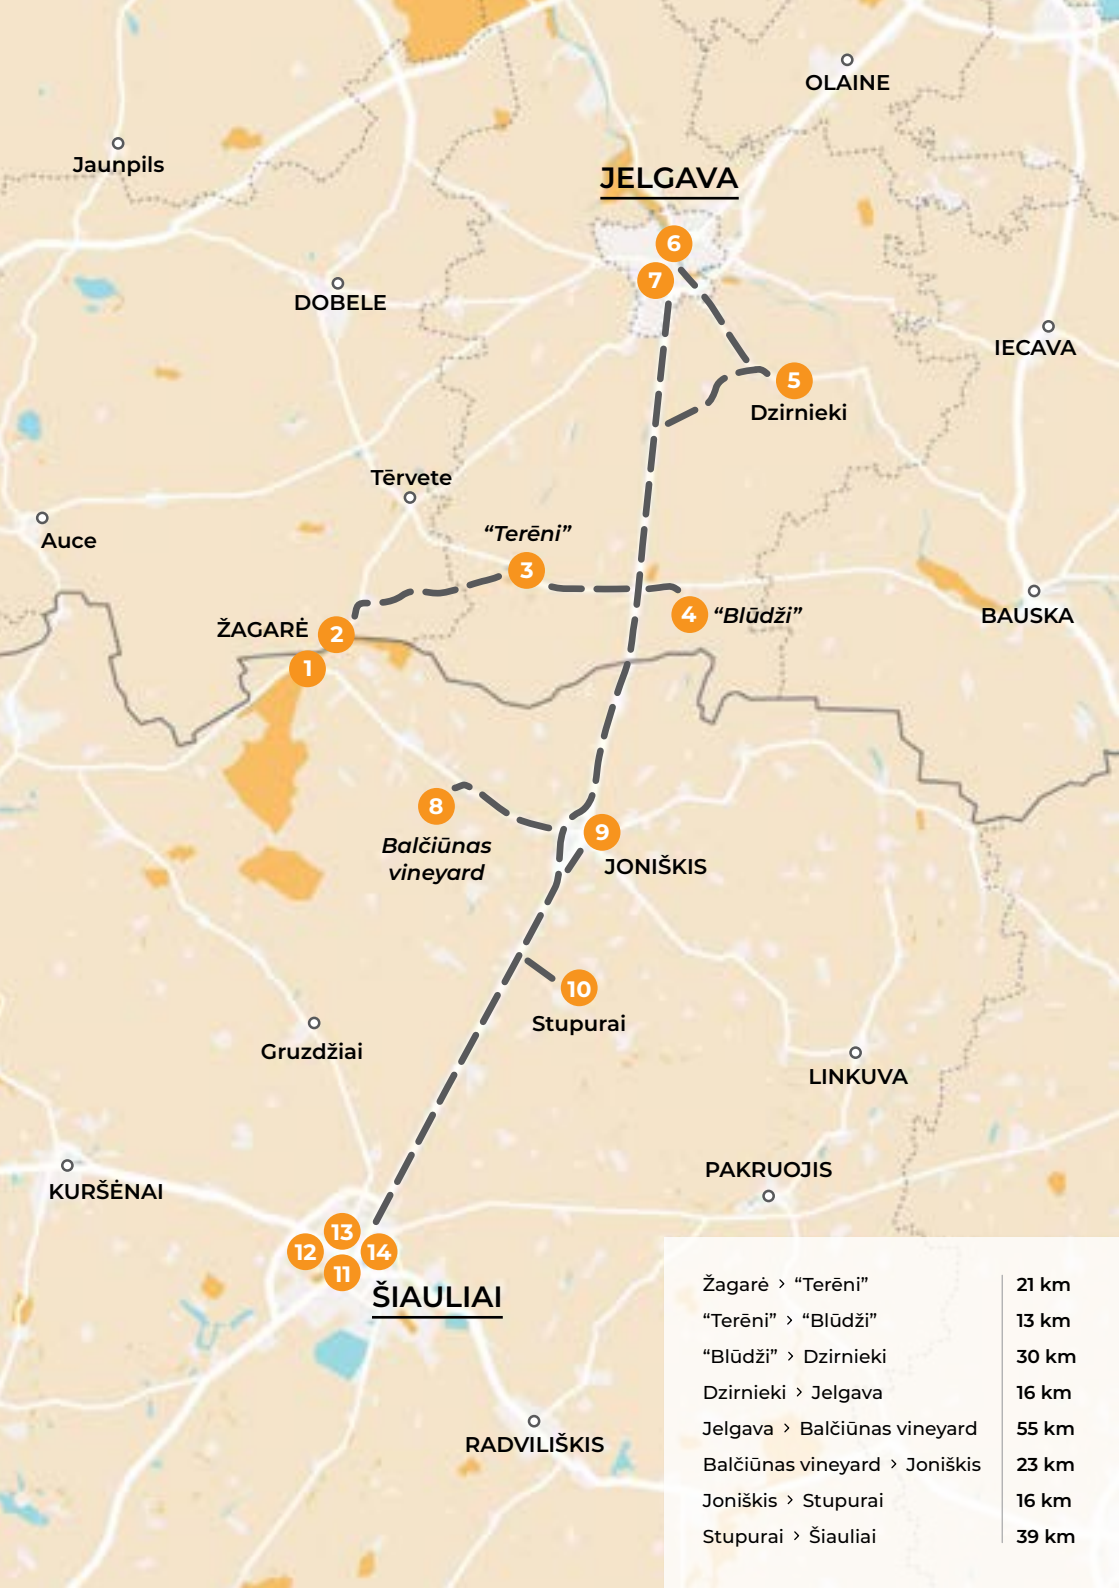 OLAINE
Jaunpils
JELGAVA
6
7
DOBELE
IECAVA
5
Dzirnieki
Tērvete
Auce
“Terēni”
3
4 “Blūdži”
BAUSKA
ŽAGARĖ 2
1
8
Balčiūnas
vineyard
9
JONIŠKIS
10
Stupurai
Gruzdžiai
LINKUVA
KURŠĖNAI
PAKRUOJIS
13
12
14
11
ŠIAULIAI
RADVILIŠKIS
Žagarė › “Terēni” 21 km
“Terēni” › “Blūdži” 13 km
“Blūdži” › Dzirnieki 30 km
Dzirnieki › Jelgava 16 km
Jelgava › Balčiūnas vineyard 55 km
Balčiūnas vineyard › Joniškis 23 km
Joniškis › Stupurai 16 km
Stupurai › Šiauliai 39 km